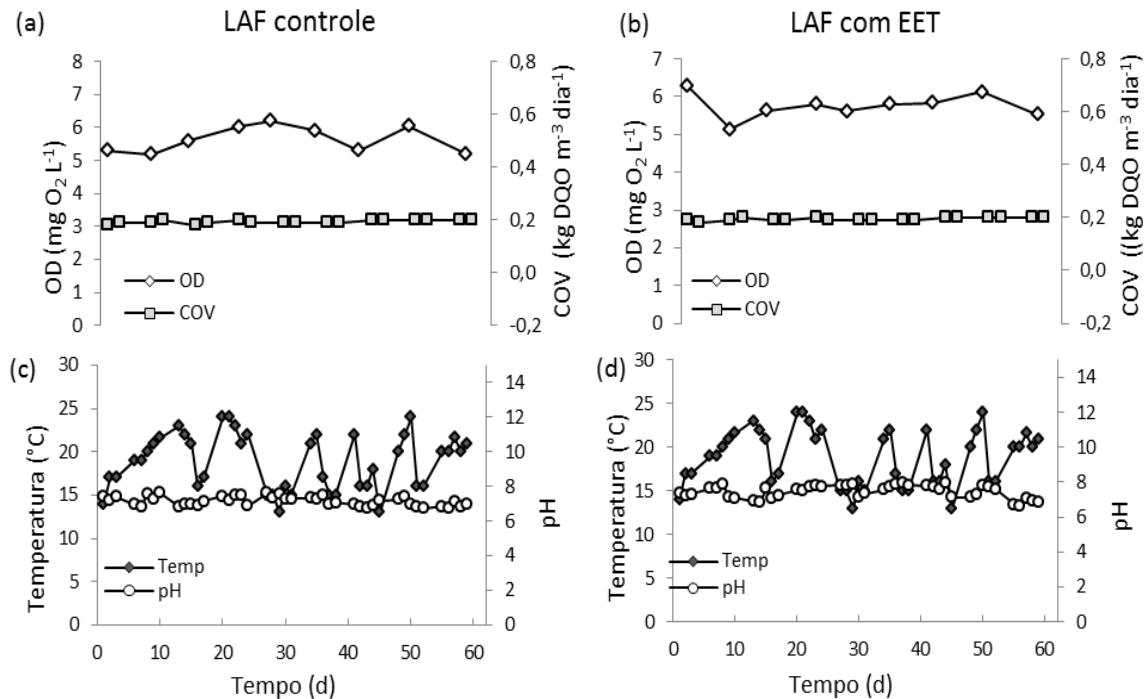 (a)
LAF controle
8
7
6
5
4
3
2
1
0
OD (mg O₂ L⁻¹)
0,8
0,6
0,4
0,2
0,0
-0,2
COV (kg DQO m⁻³ dia⁻¹)
OD
COV
(b)
LAF com EET
7
6
5
4
3
2
1
0
OD (mg O₂ L⁻¹)
0,8
0,6
0,4
0,2
0,0
-0,2
COV ((kg DQO m⁻³ dia⁻¹)
OD
COV
(c)
30
25
20
15
10
5
0
Temperatura (°C)
14
12
10
8
6
4
2
0
pH
Temp
pH
0 10 20 30 40 50 60
Tempo (d)
(d)
30
25
20
15
10
5
0
Temperatura (°C)
14
12
10
8
6
4
2
0
pH
Temp
pH
0 10 20 30 40 50 60
Tempo (d)